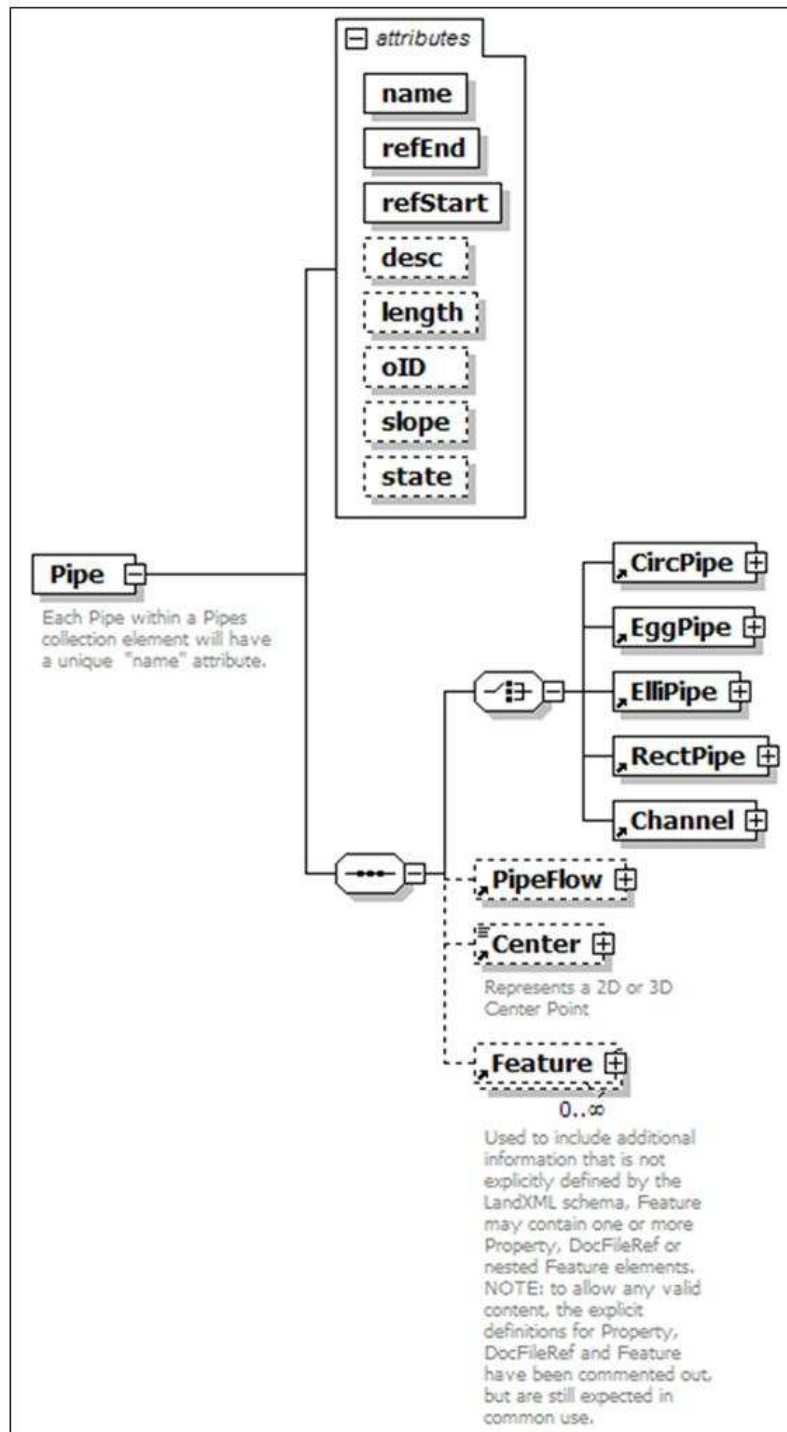 attributes
name
refEnd
refStart
desc
length
oID
slope
state
Pipe
Each Pipe within a Pipes
collection element will have
a unique "name" attribute.
CircPipe
EggPipe
ElliPipe
RectPipe
Channel
PipeFlow
Center
Represents a 2D or 3D
Center Point
Feature
0..∞
Used to include additional
information that is not
explicitly defined by the
LandXML schema, Feature
may contain one or more
Property, DocFileRef or
nested Feature elements.
NOTE: to allow any valid
content, the explicit
definitions for Property,
DocFileRef and Feature
have been commented out,
but are still expected in
common use.